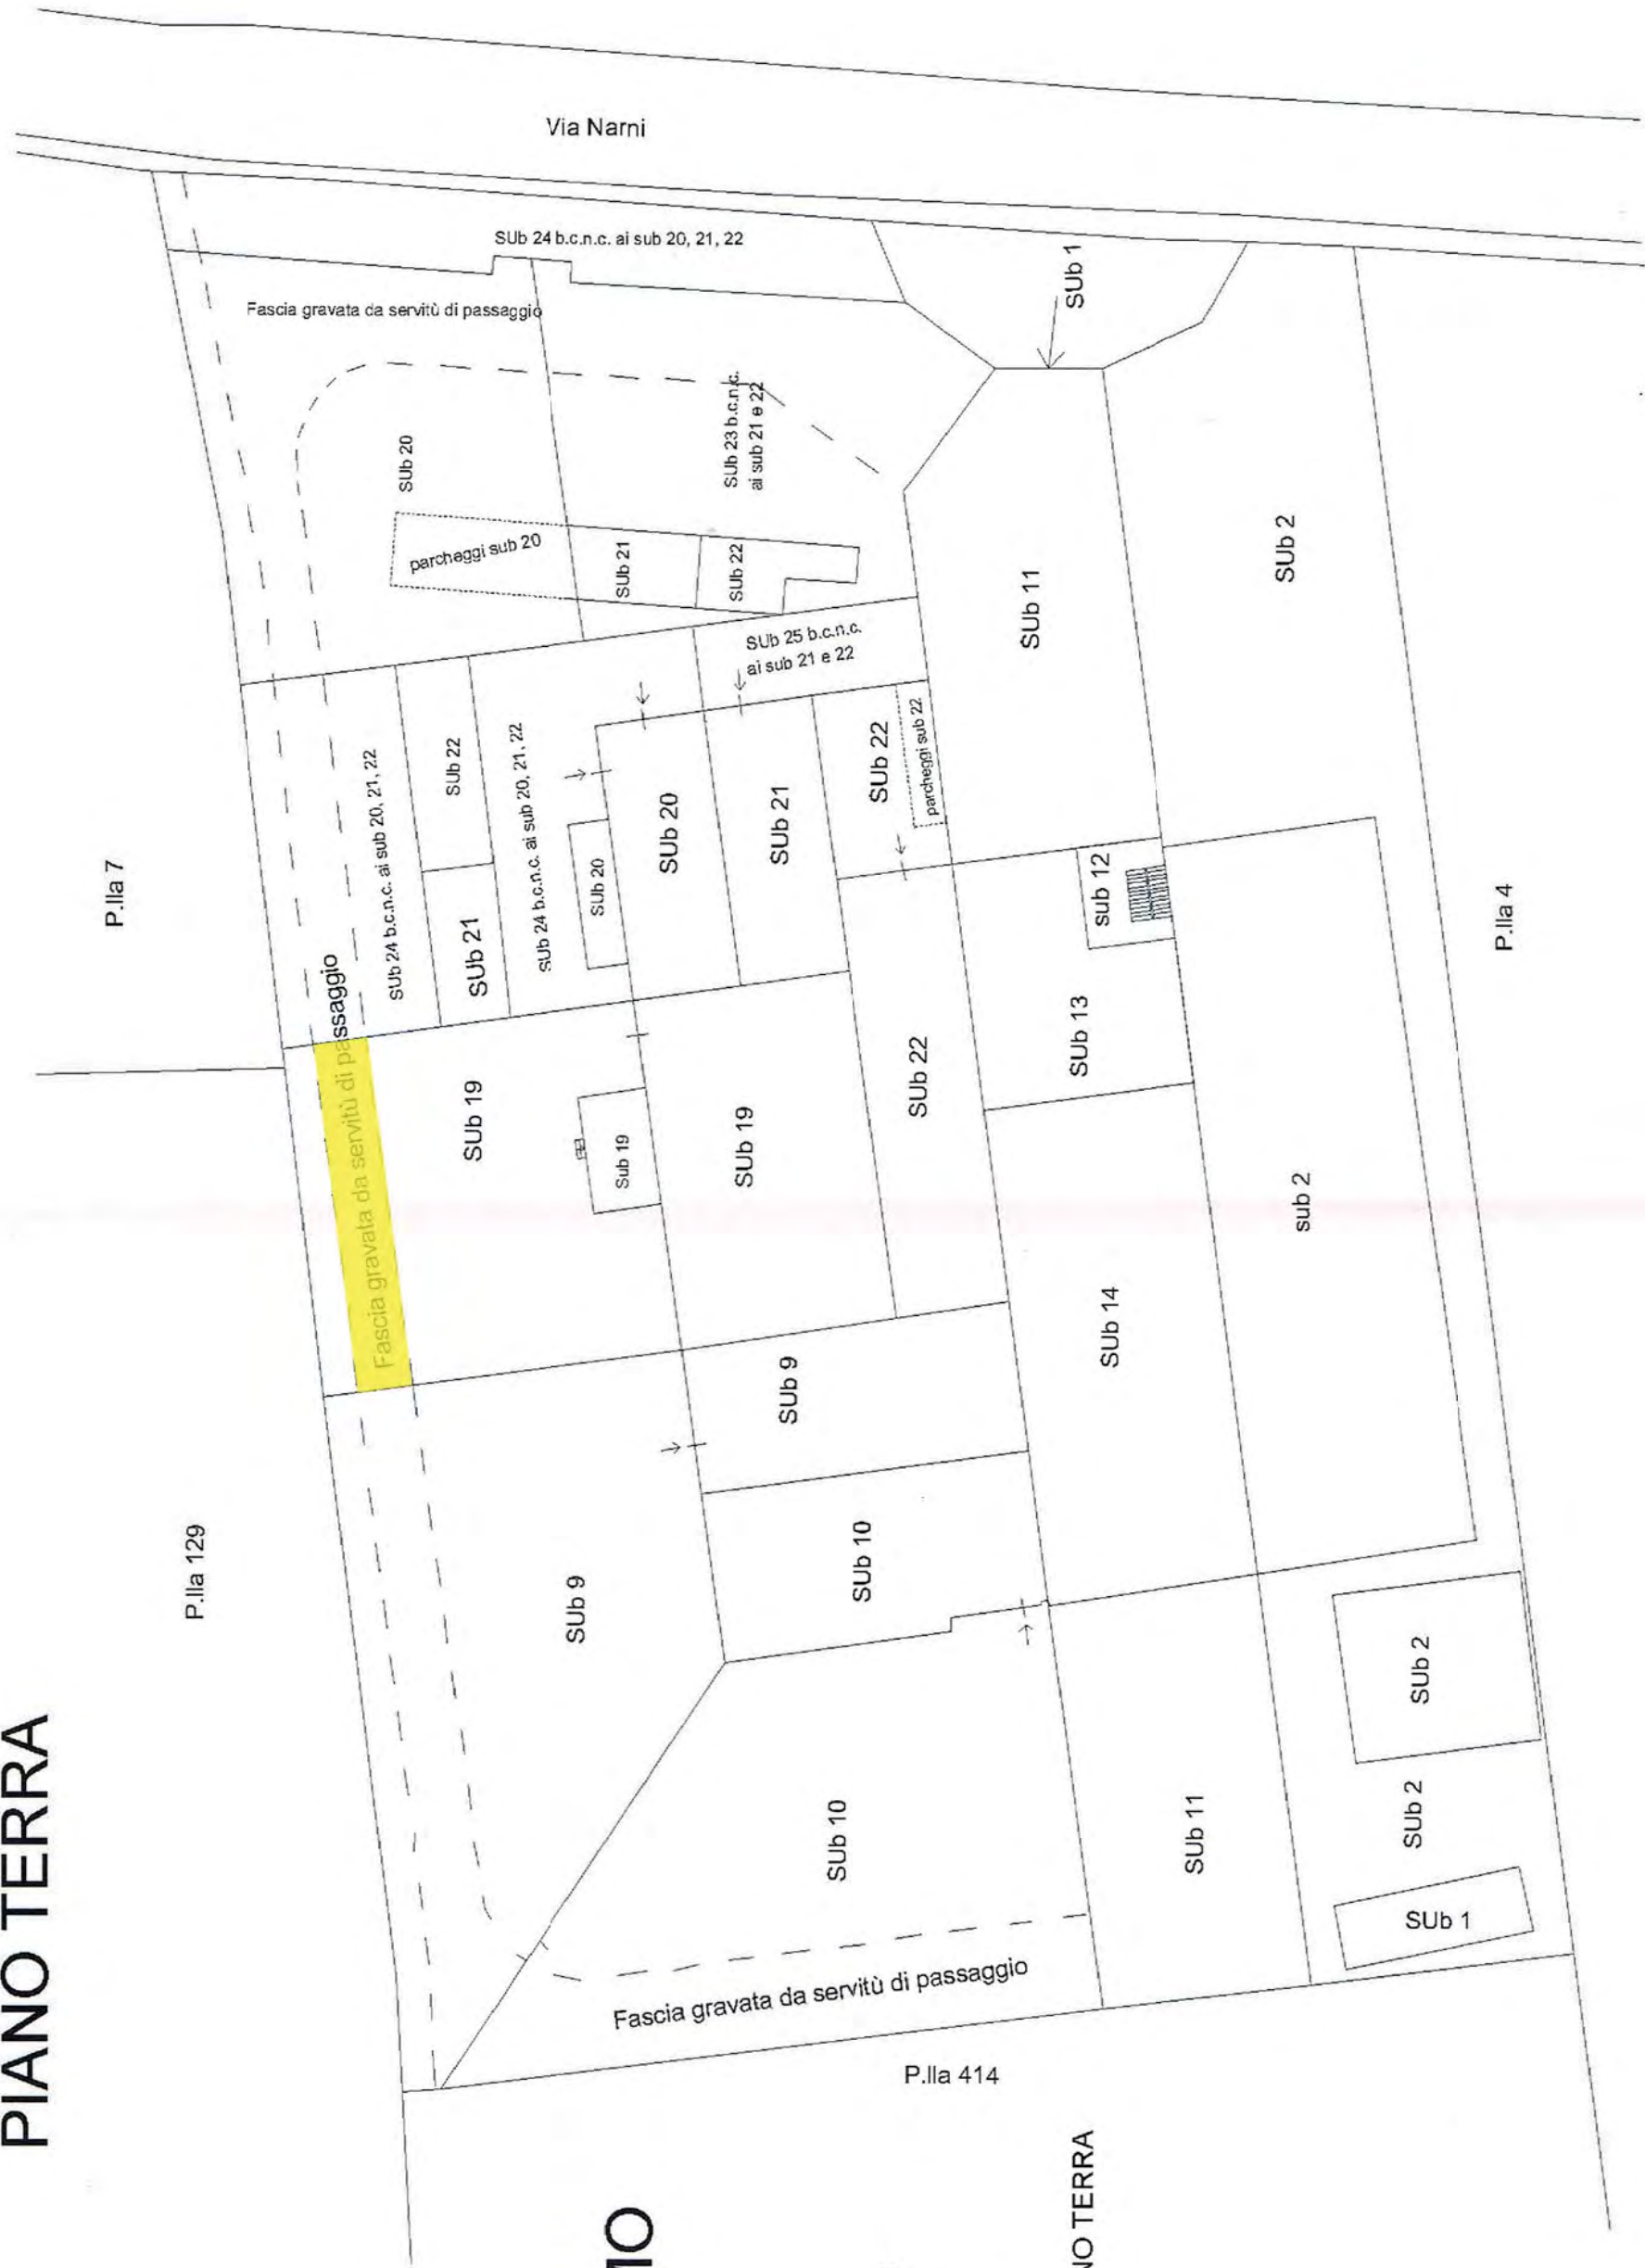 Via Narni
SUb 24 b.c.n.c. ai sub 20, 21, 22
Fascia gravata da servitù di passaggio
SUb 1
SUb 20
SUb 23 b.c.n.c.
ai sub 21 e 22
parcheggi sub 20
SUb 21
SUb 22
SUb 11
SUb 2
SUb 25 b.c.n.c.
ai sub 21 e 22
P.lla 7
SUb 24 b.c.n.c. ai sub 20, 21, 22
SUb 22
SUb 21
SUb 24 b.c.n.c. ai sub 20, 21, 22
SUb 20
SUb 20
SUb 21
SUb 22
parcheggi sub 22
sub 12
P.lla 4
Fascia gravata da servitù di passaggio
SUb 19
Sub 19
SUb 19
SUb 22
SUb 13
sub 2
P.lla 129
SUb 9
SUb 9
SUb 10
SUb 14
SUb 10
SUb 11
SUb 2
SUb 2
SUb 1
Fascia gravata da servitù di passaggio
P.lla 414
PIANO TERRA
MO
NO TERRA